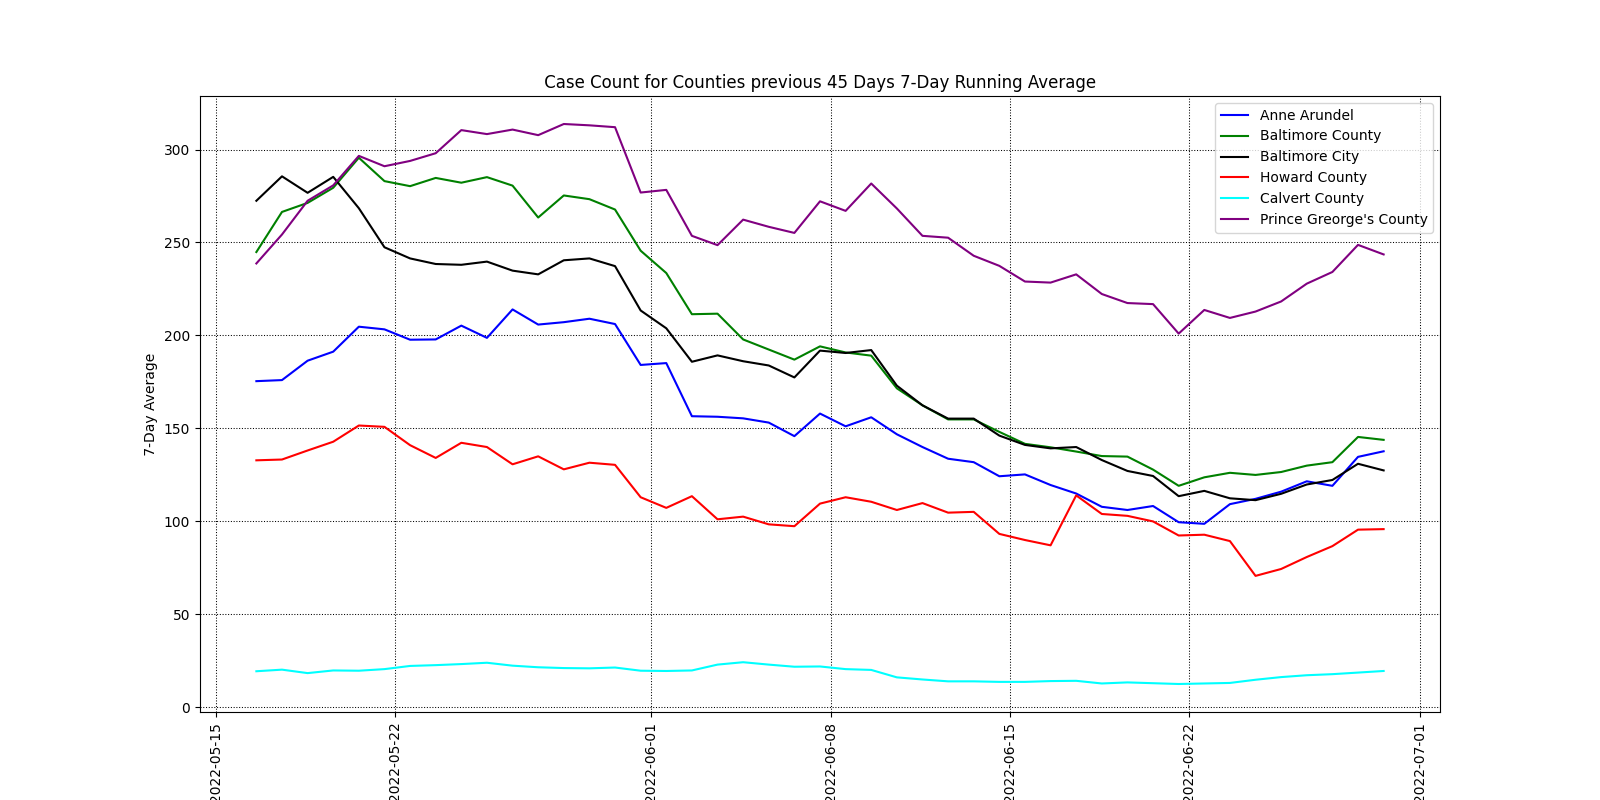 Case Count for Counties previous 45 Days 7-Day Running Average
Anne Arundel
Baltimore County
Baltimore City
Howard County
Calvert County
Prince Greorge's County
7-Day Average
300
250
200
150
100
50
0
2022-05-15
2022-05-22
2022-06-01
2022-06-08
2022-06-15
2022-06-22
2022-07-01